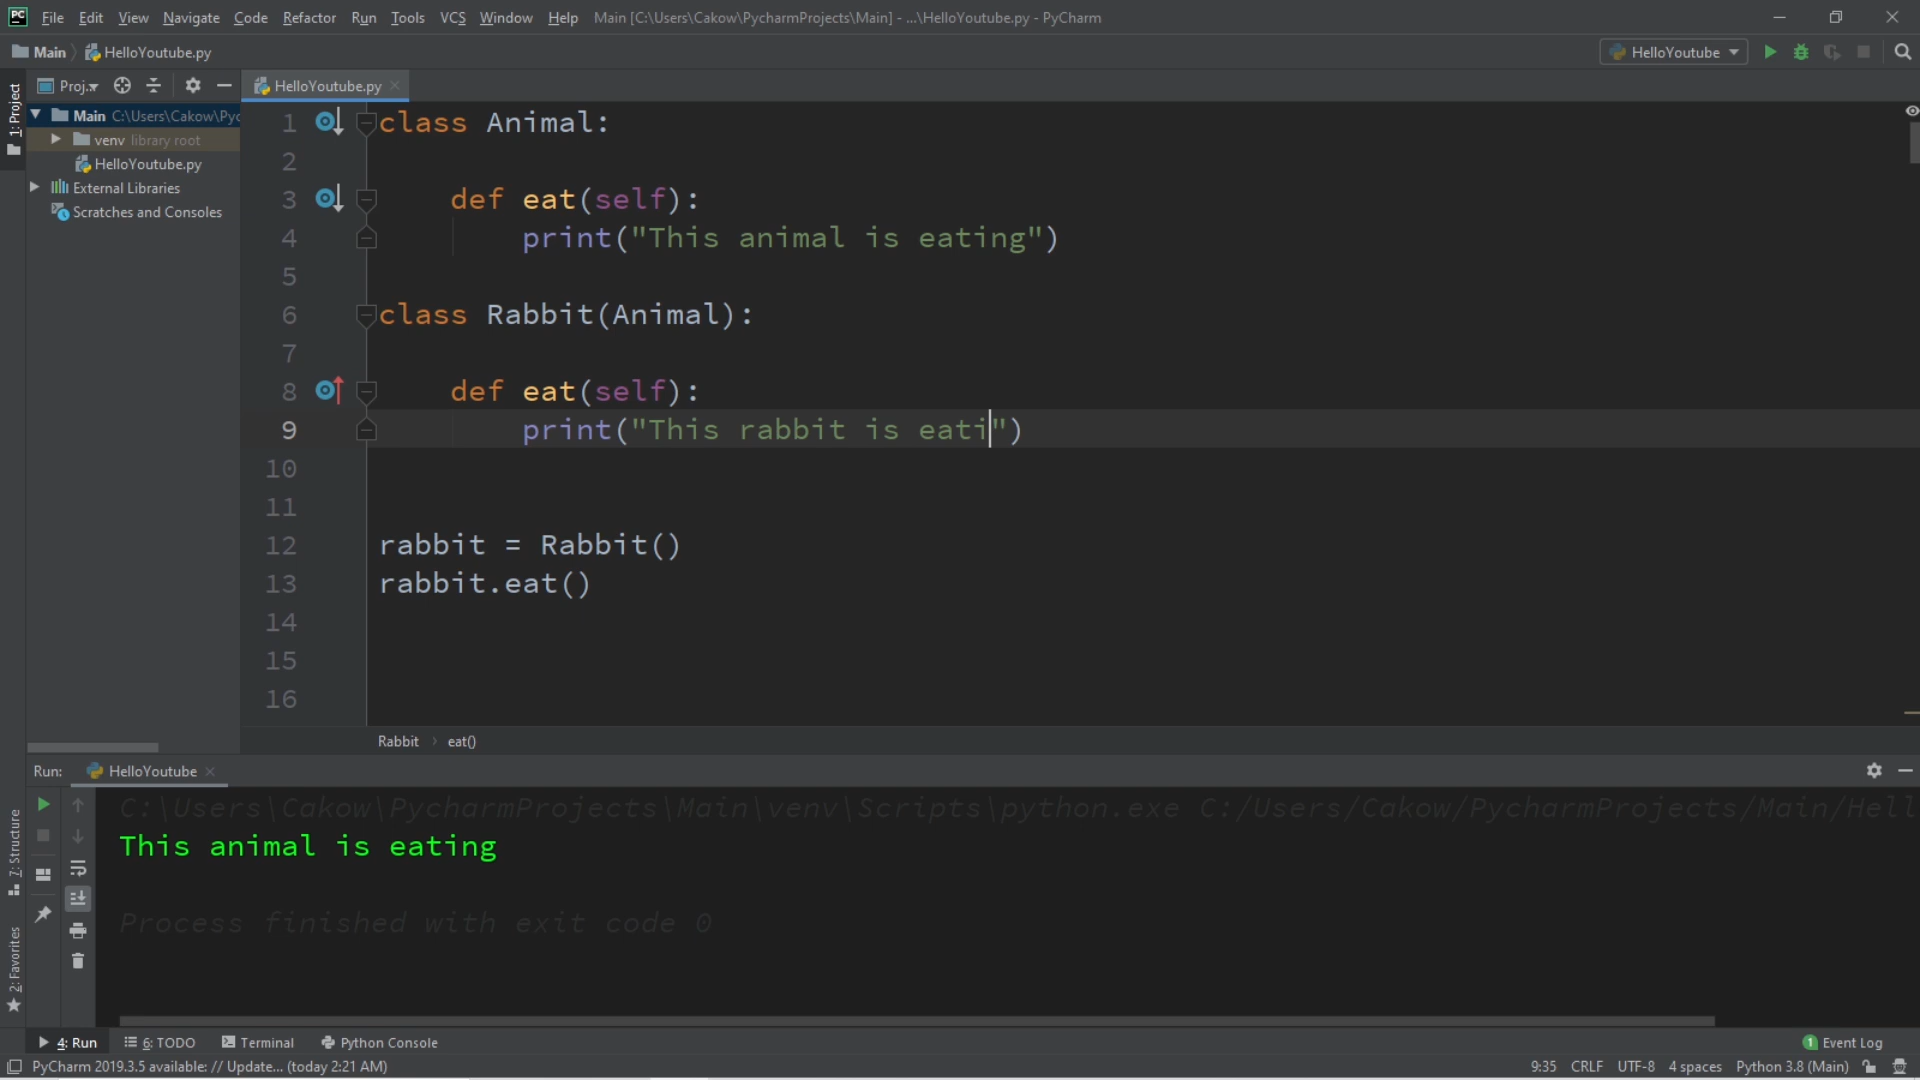 PC File Edit View Navigate Code Refactor Run Tools VCS Window Help Main [C:\Users\Cakow\PycharmProjects\Main] - ...\HelloYoutube.py - PyCharm
Main HelloYoutube.py HelloYoutube
1: Project
Proj... HelloYoutube.py
Main C:\Users\Cakow\Pyc
venv library root
HelloYoutube.py
External Libraries
Scratches and Consoles
1 class Animal:
2
3 def eat(self):
4 print("This animal is eating")
5
6 class Rabbit(Animal):
7
8 def eat(self):
9 print("This rabbit is eati")
10
11
12 rabbit = Rabbit()
13 rabbit.eat()
14
15
16
Rabbit eat()
Run: HelloYoutube
C:\Users\Cakow\PycharmProjects\Main\venv\Scripts\python.exe C:/Users/Cakow/PycharmProjects/Main/Hell
This animal is eating
Process finished with exit code 0
7: Structure
2: Favorites
4: Run 6: TODO Terminal Python Console 1 Event Log
PyCharm 2019.3.5 available: // Update... (today 2:21 AM) 9:35 CRLF UTF-8 4 spaces Python 3.8 (Main)